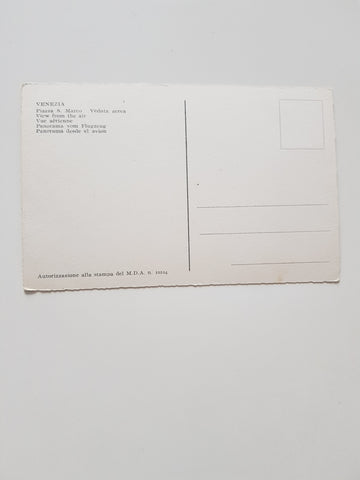 VENEZIA
Piazza S. Marco Veduta aerea
View from the air
Vue aérienne
Panorama vom Flugzeug
Panorama desde el avión
Autorizzazione alla stampa del M.D.A. n.